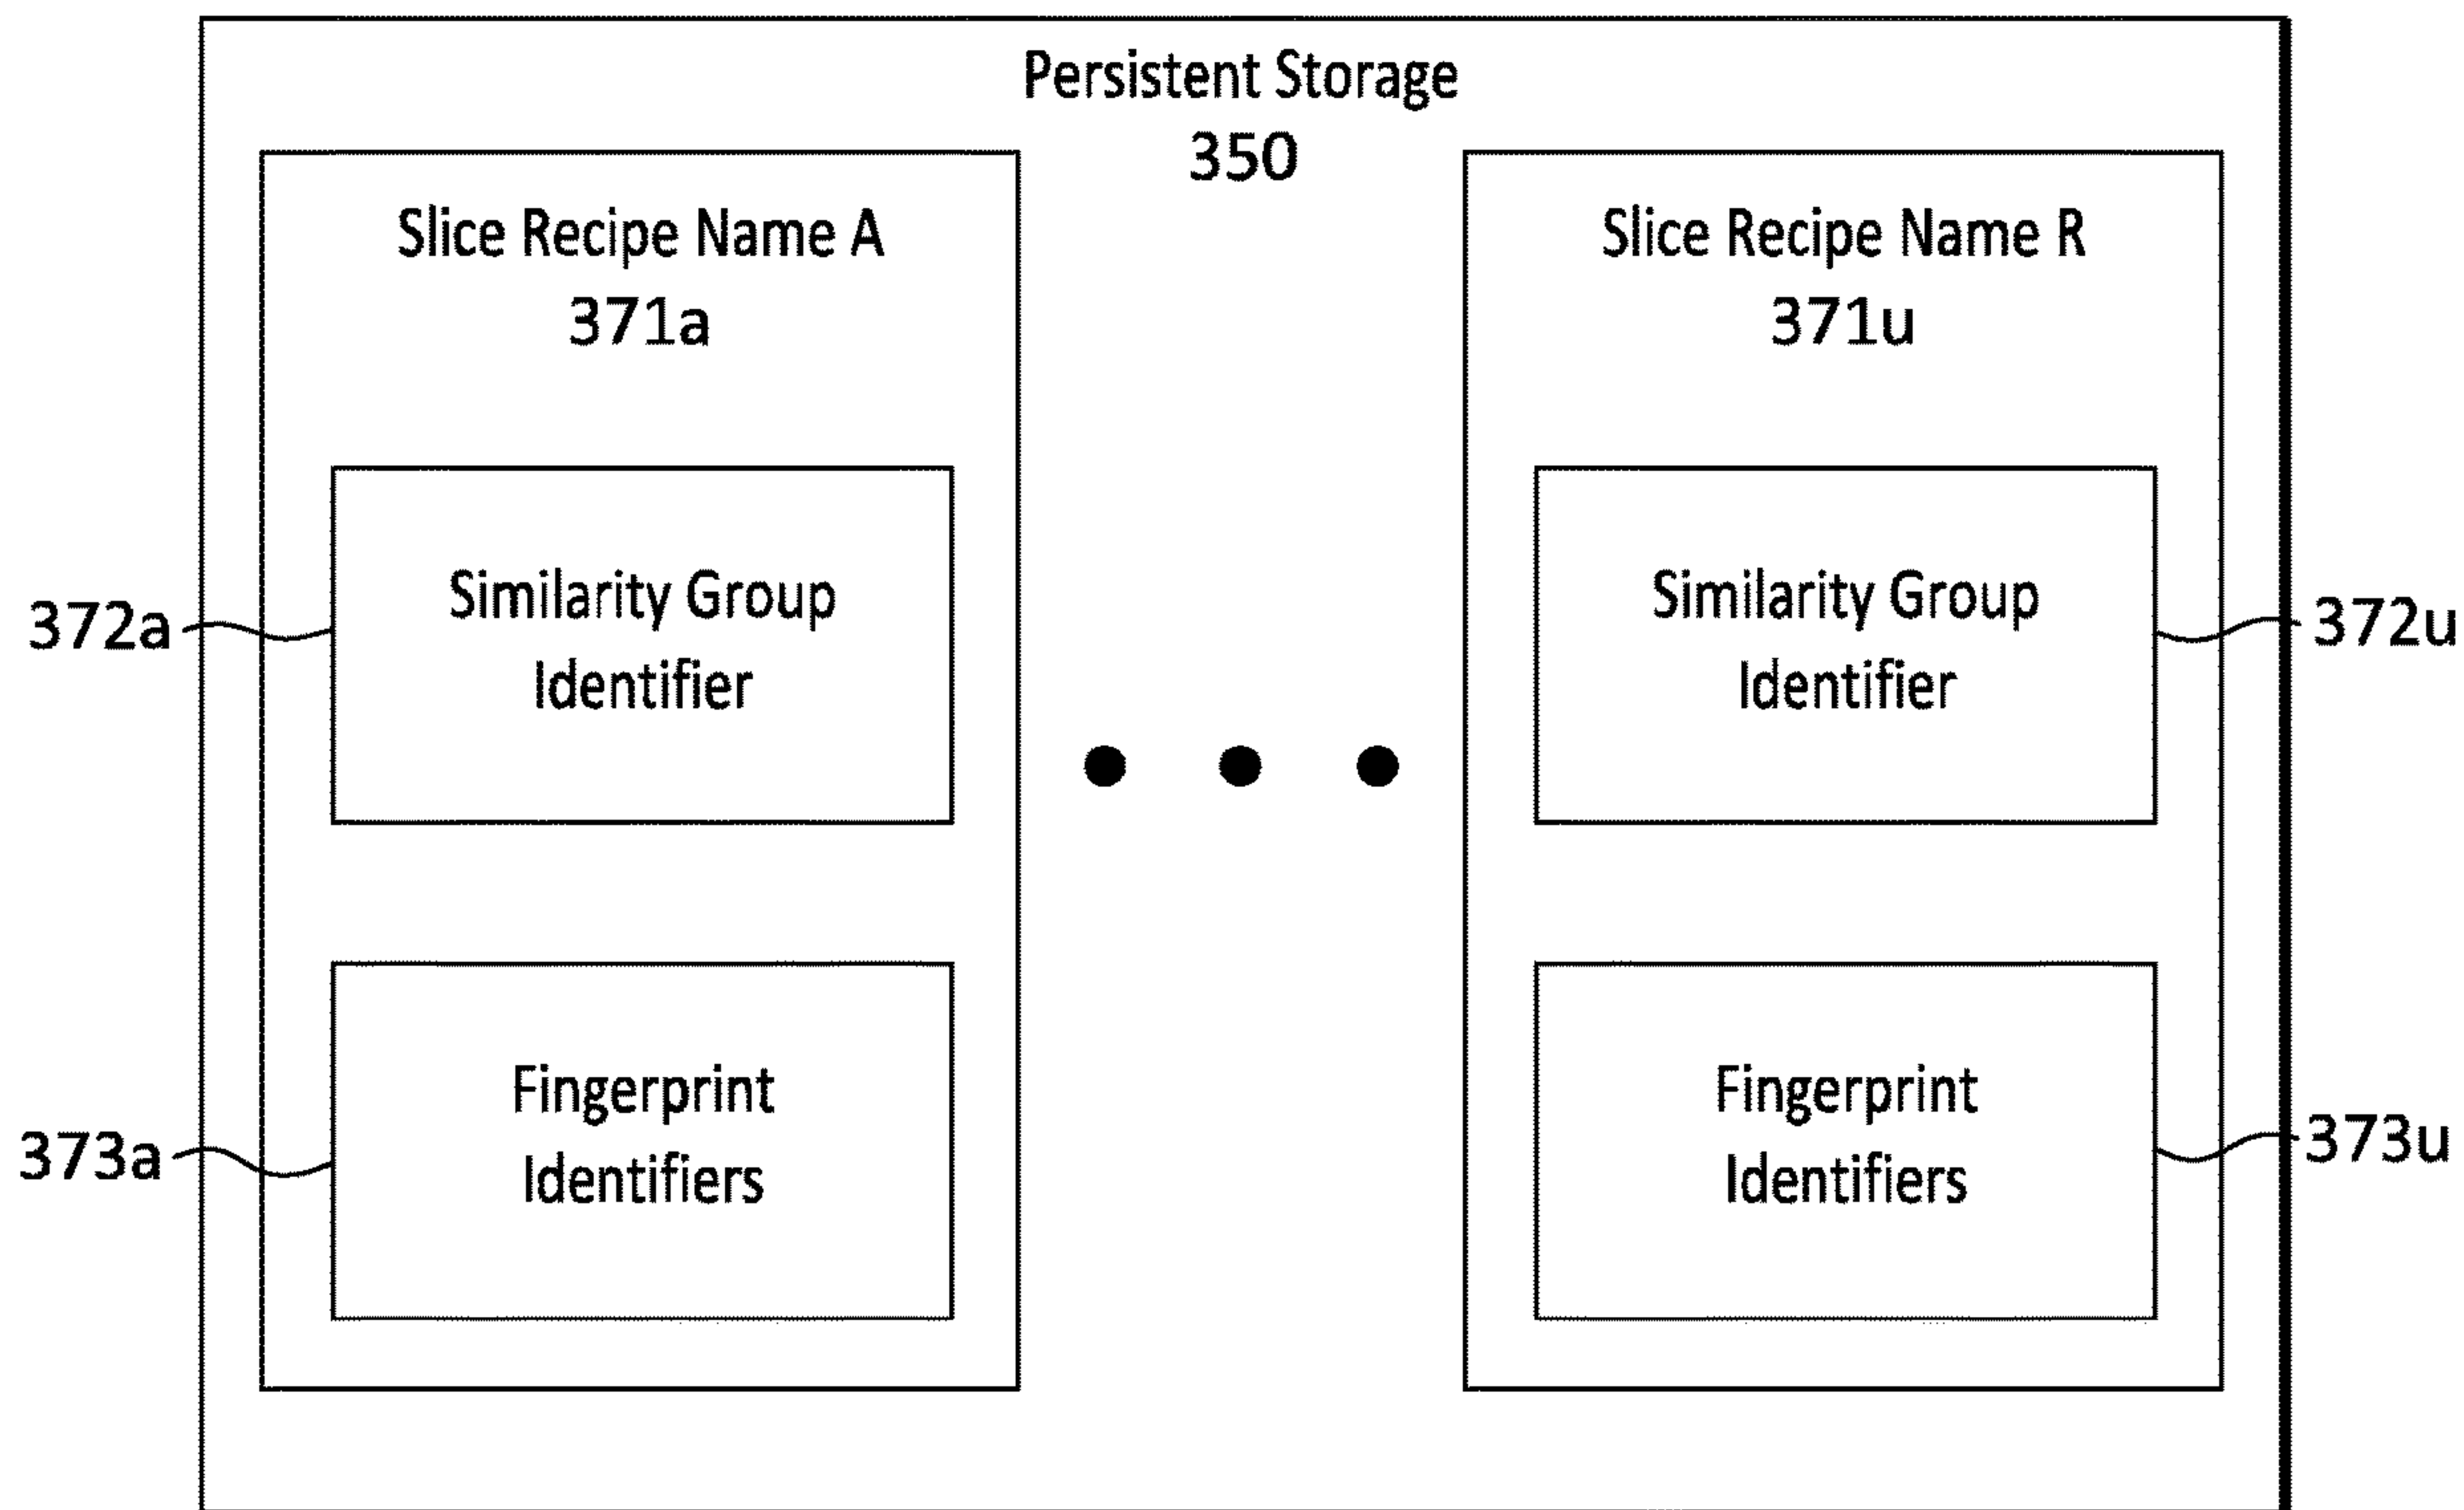 Persistent Storage
350
Slice Recipe Name A
371a
Similarity Group
Identifier
372a
Fingerprint
Identifiers
373a
Slice Recipe Name R
371u
Similarity Group
Identifier
372u
Fingerprint
Identifiers
373u